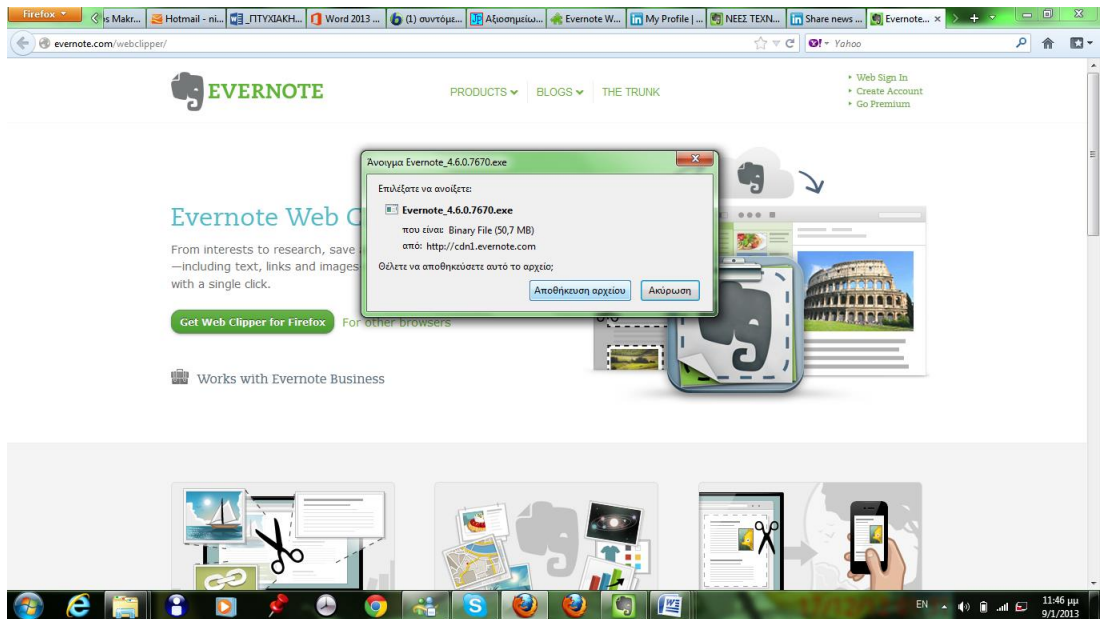 Firefox
is Makr...
Hotmail - ni...
_ΠΤΥΧΙΑΚΗ...
Word 2013 ...
(1) συντόμε...
Αξιοσημείω...
Evernote W...
My Profile | ...
ΝΕΕΣ ΤΕΧΝ...
Share news ...
Evernote...
evernote.com/webclipper/
Yahoo
EVERNOTE
PRODUCTS
BLOGS
THE TRUNK
Web Sign In
Create Account
Go Premium
Άνοιγμα Evernote_4.6.0.7670.exe
Επιλέξατε να ανοίξετε:
Evernote_4.6.0.7670.exe
που είναι: Binary File (50,7 MB)
από: http://cdn1.evernote.com
Θέλετε να αποθηκεύσετε αυτό το αρχείο;
Αποθήκευση αρχείου
Ακύρωση
Evernote Web C
From interests to research, save
—including text, links and images
with a single click.
Get Web Clipper for Firefox
For other browsers
Works with Evernote Business
EN
11:46 μμ
9/1/2013